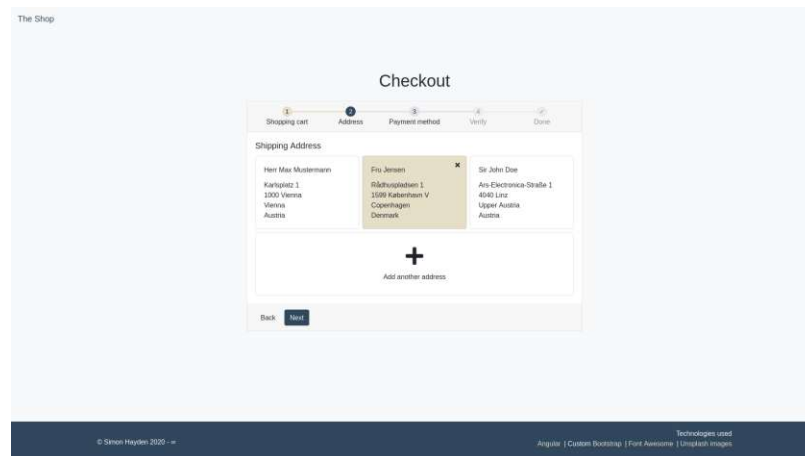 The Shop
Checkout
1 2 3 4
Shopping cart Address Payment method Verify Done
Shipping Address
Herr Max Mustermann
Karlsplatz 1
1000 Vienna
Vienna
Austria
Fru Jensen
Rådhuspladsen 1
1599 København V
Copenhagen
Denmark
Sir John Doe
Ars-Electronica-Straße 1
4040 Linz
Upper Austria
Austria
Add another address
Back Next
© Simon Hayden 2020 - ∞
Technologies used
Angular | Custom Bootstrap | Font Awesome | Unsplash images